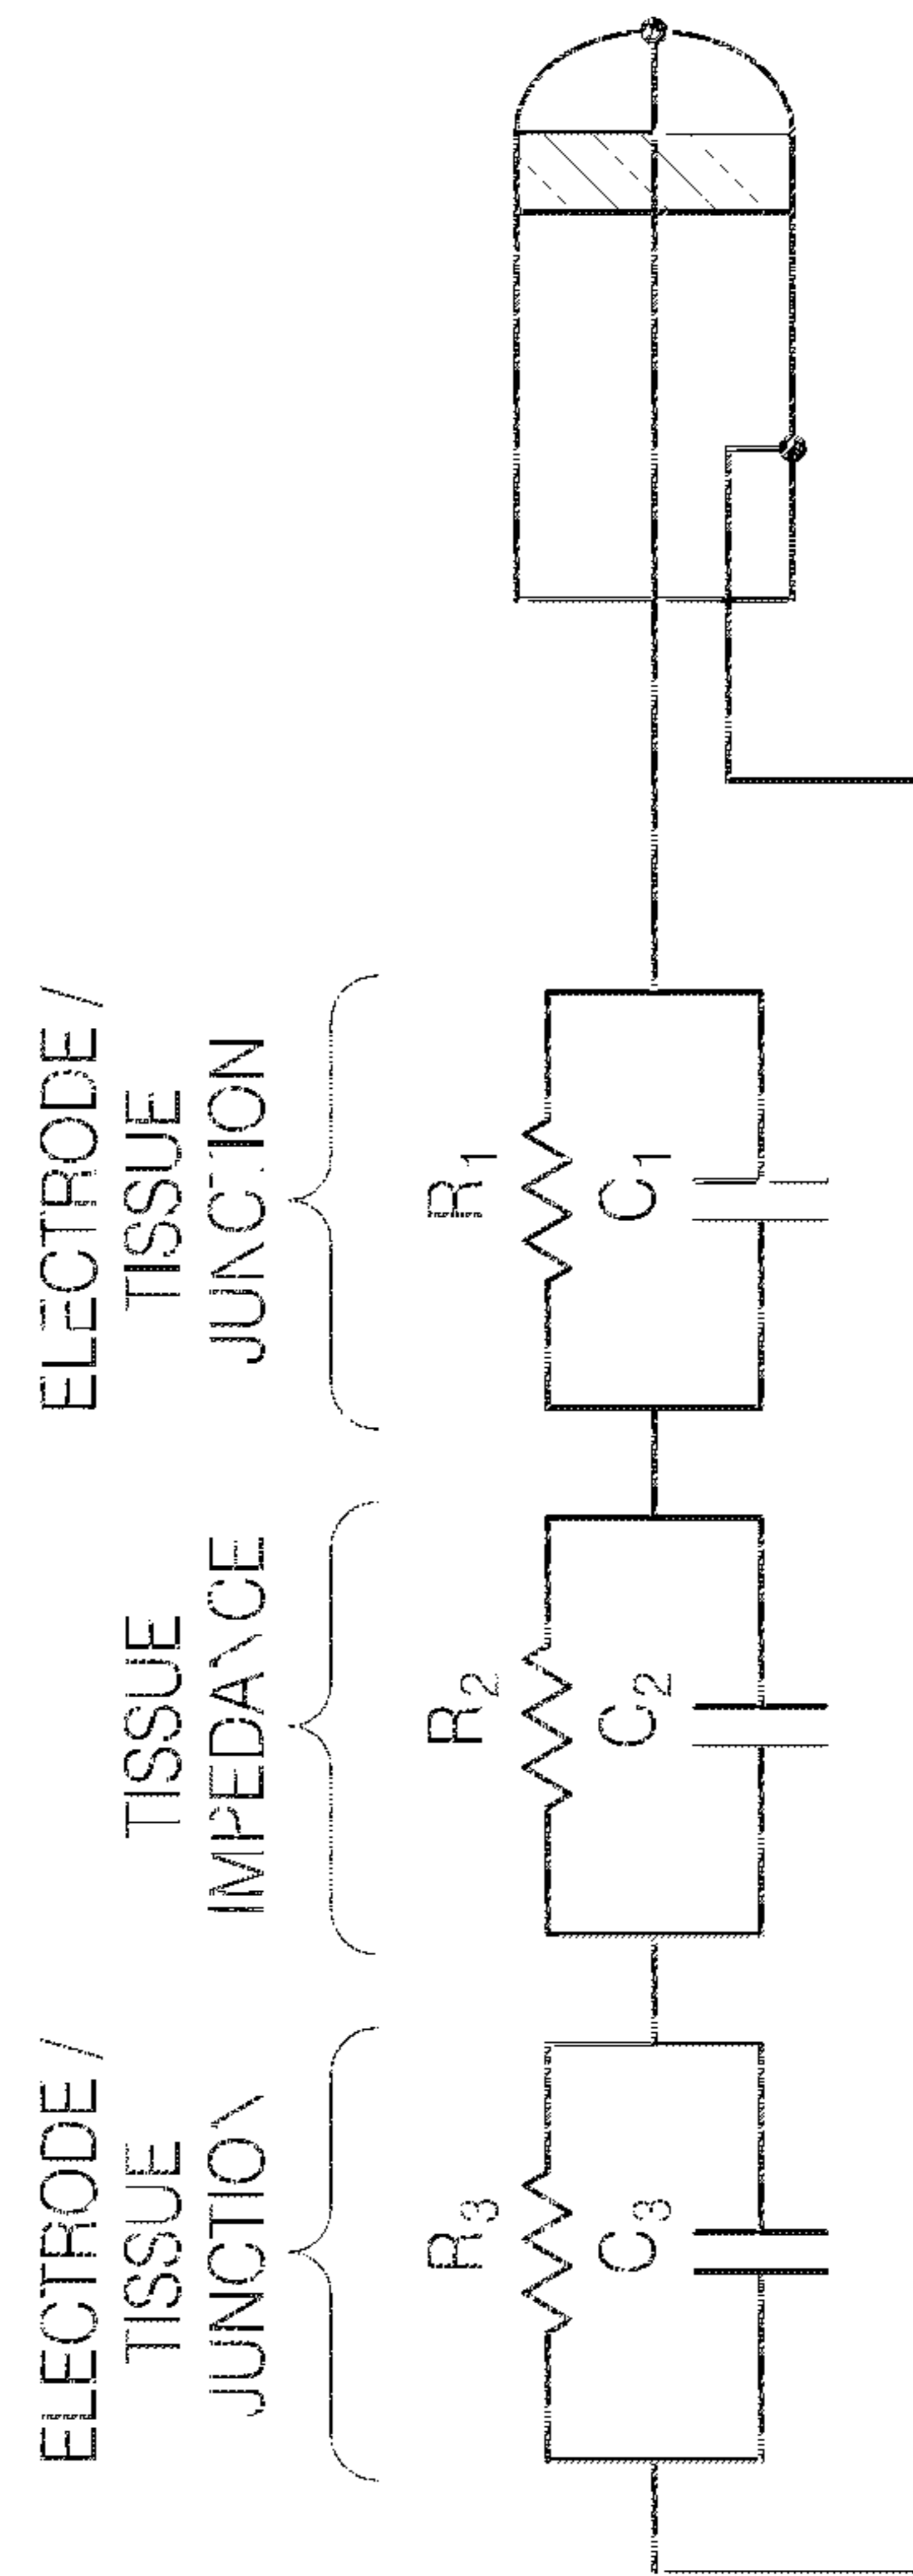 ELECTRODE /
TISSUE
JUNCTION
R3
C3
TISSUE
IMPEDANCE
R2
C2
ELECTRODE /
TISSUE
JUNCTION
R1
C1